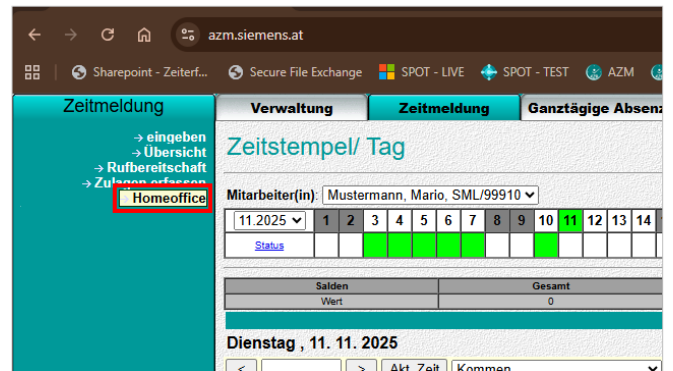 azm.siemens.at
Sharepoint - Zeiterf... Secure File Exchange SPOT - LIVE SPOT - TEST AZM
Zeitmeldung
Verwaltung Zeitmeldung Ganztägige Absenz
→ eingeben
→ Übersicht
→ Rufbereitschaft
→ Zulagen erfassen
Homeoffice
Zeitstempel/ Tag
Mitarbeiter(in): Mustermann, Mario, SML/99910
11.2025 1 2 3 4 5 6 7 8 9 10 11 12 13 14
Status
Salden Gesamt
Wert 0
Dienstag , 11. 11. 2025
< > Akt. Zeit Kommen